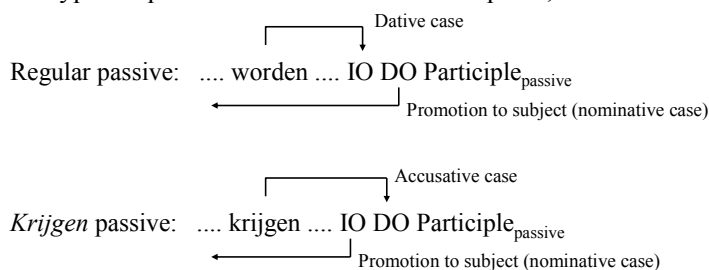 Dative case
Regular passive: .... worden .... IO DO Participle passive
Promotion to subject (nominative case)
Accusative case
Krijgen passive: .... krijgen .... IO DO Participle passive
Promotion to subject (nominative case)